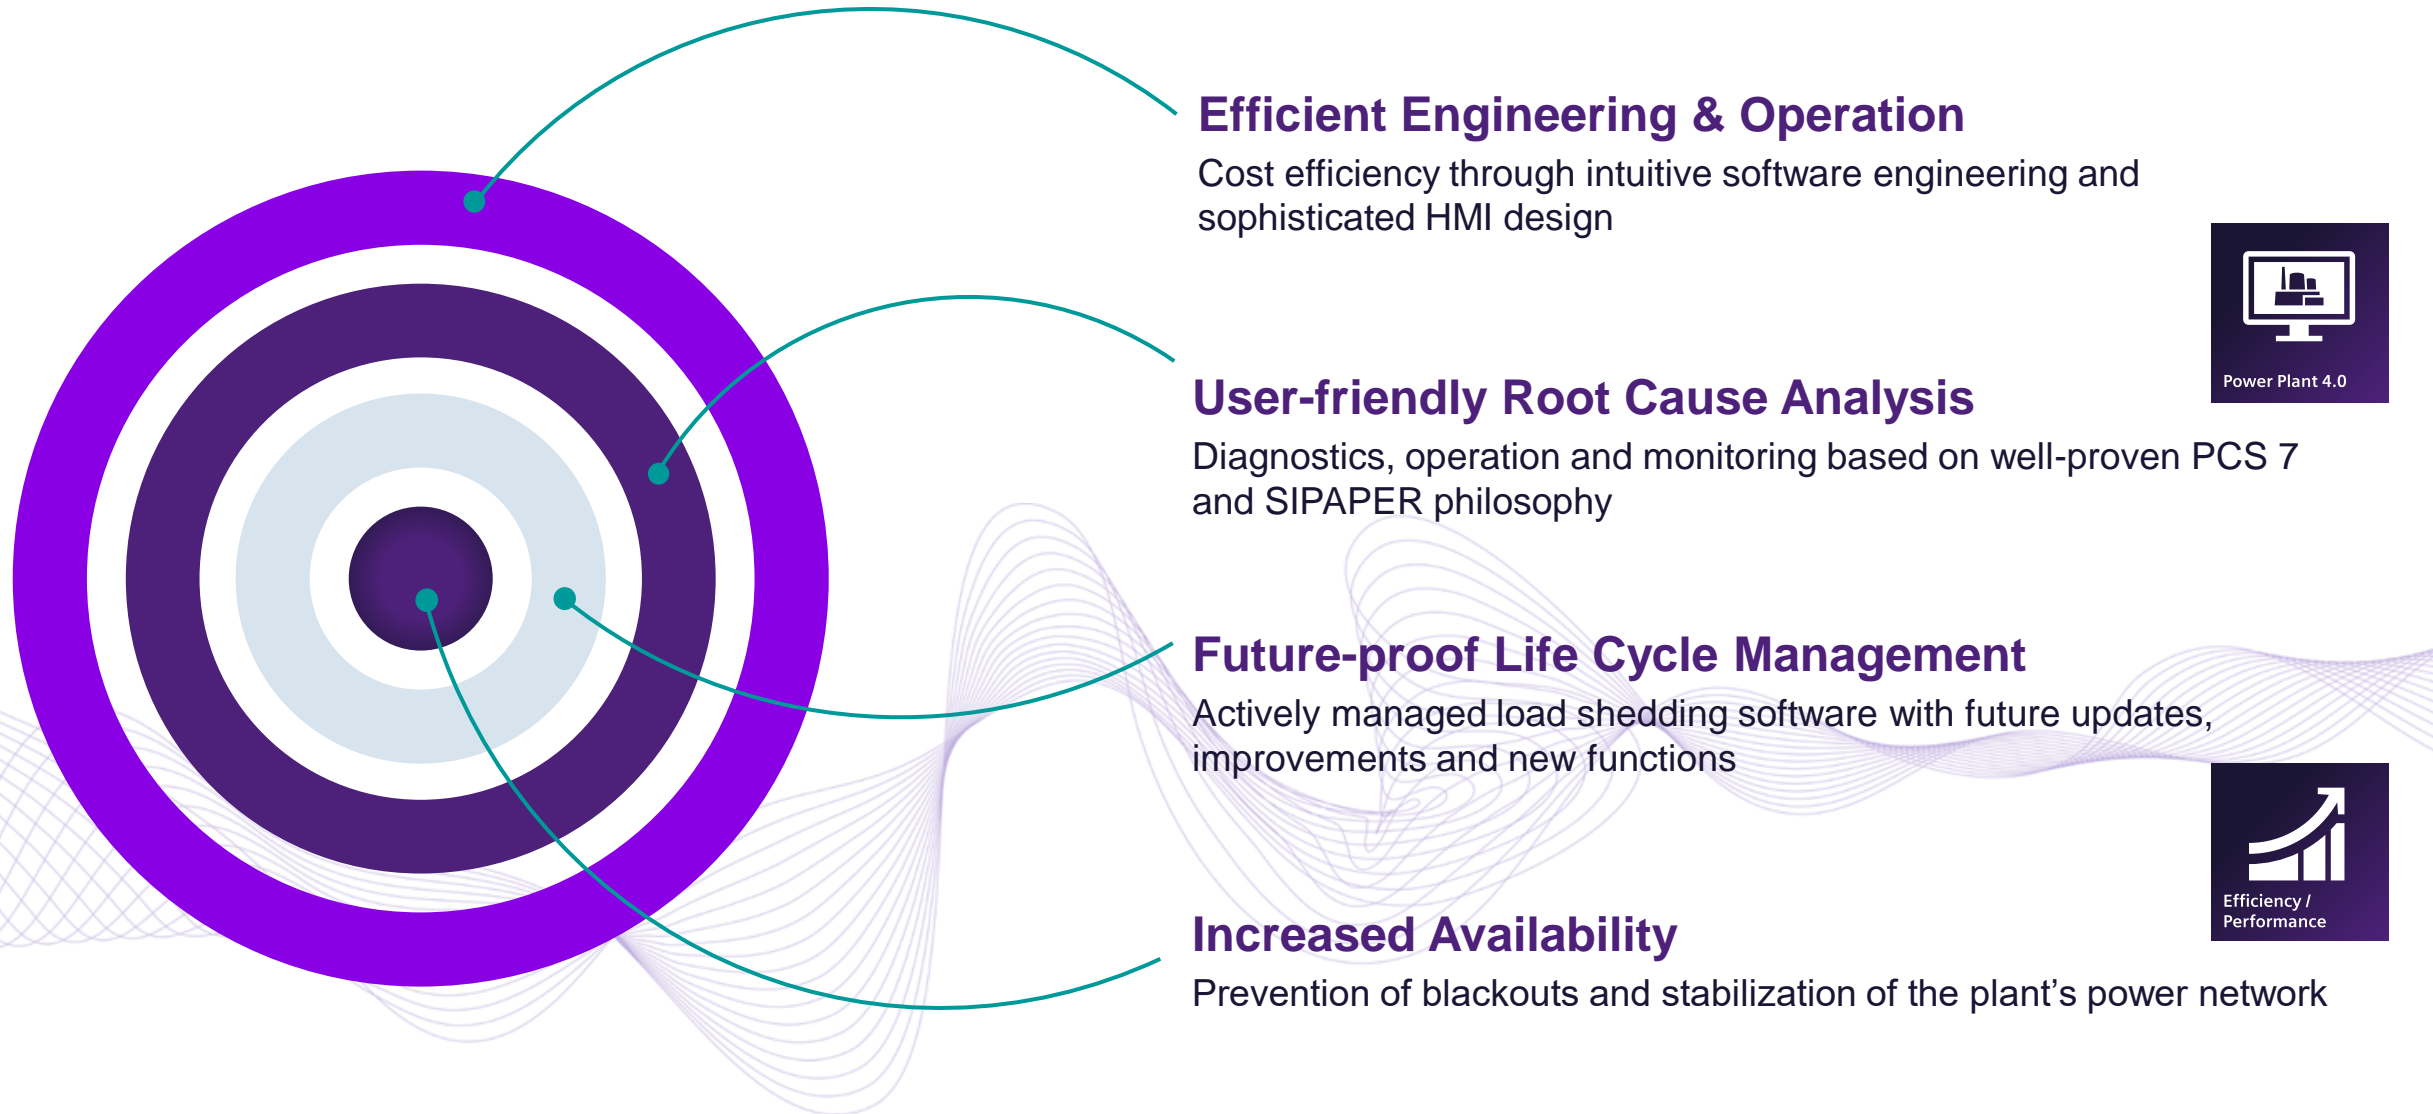 Efficient Engineering & Operation
Cost efficiency through intuitive software engineering and
sophisticated HMI design
Power Plant 4.0
User-friendly Root Cause Analysis
Diagnostics, operation and monitoring based on well-proven PCS 7
and SIPAPER philosophy
Future-proof Life Cycle Management
Actively managed load shedding software with future updates,
improvements and new functions
Efficiency /
Performance
Increased Availability
Prevention of blackouts and stabilization of the plant’s power network